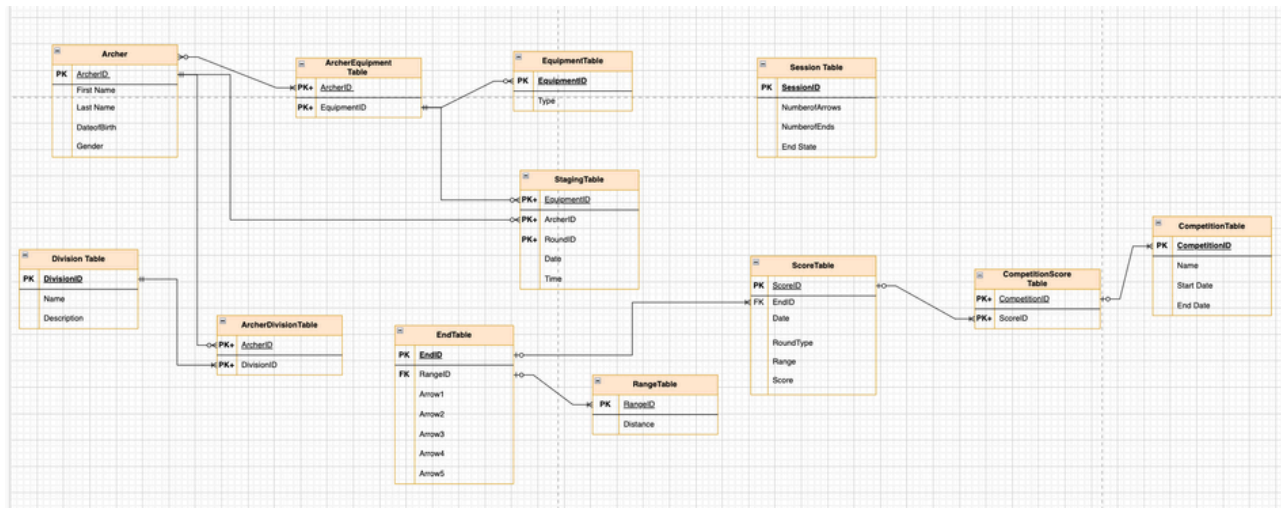 Archer
PK ArcherID
First Name
Last Name
DateofBirth
Gender
ArcherEquipment
Table
PK+ ArcherID
PK+ EquipmentID
EquipmentTable
PK EquipmentID
Type
Session Table
PK SessionID
NumberofArrows
NumberofEnds
End State
StagingTable
PK+ EquipmentID
PK+ ArcherID
PK+ RoundID
Date
Time
Division Table
PK DivisionID
Name
Description
ArcherDivisionTable
PK+ ArcherID
PK+ DivisionID
EndTable
PK EndID
FK RangeID
Arrow1
Arrow2
Arrow3
Arrow4
Arrow5
RangeTable
PK RangeID
Distance
ScoreTable
PK ScoreID
FK EndID
Date
RoundType
Range
Score
CompetitionScore
Table
PK+ CompetitionID
PK+ ScoreID
CompetitionTable
PK CompetitionID
Name
Start Date
End Date